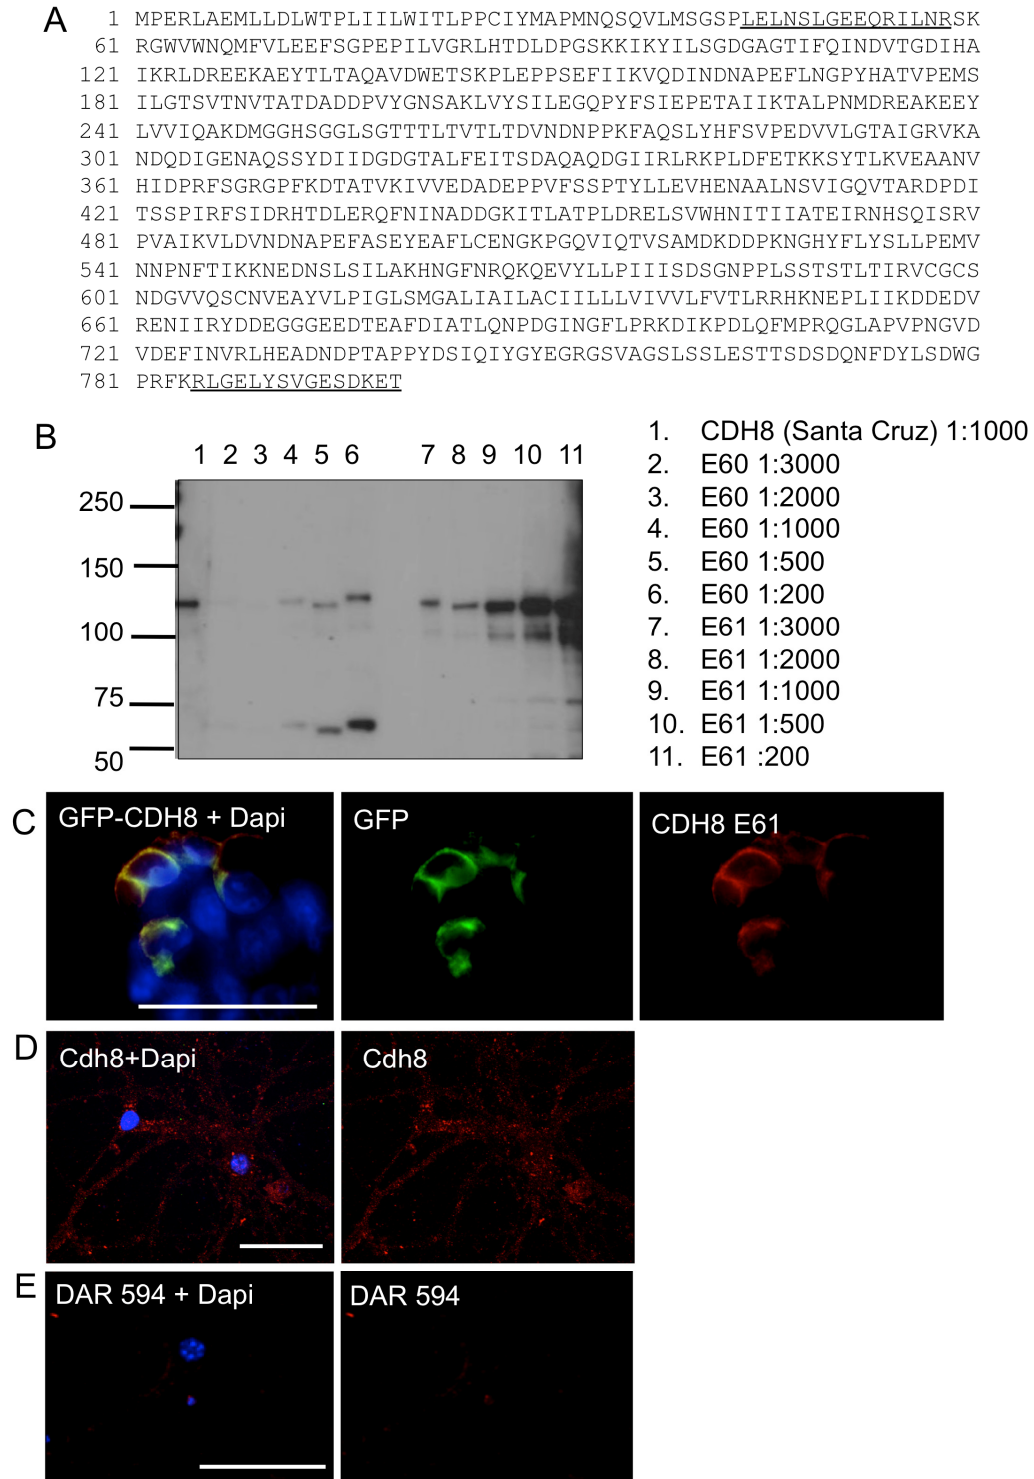 A
1 MPERLAEMLLDLWTPLIILWITLPPCIYMAPMNQSQVLMSGSPLELNSLGEEQRILNRSK
61 RGWVWNQMFVLEEFSGPEPILVGRLHTDLDPGSKKIKYILSGDGAGTIFQINDVTGDIHA
121 IKRLDREEKAEYTLTAQAVDWETSKPLEPPSEFIIKVQDINDNAPEFLNGPYHATVPEMS
181 ILGTSVTNVTATDADDPVYGNSAKLVYSILEGQPYFSIEPETAIIKTALPNMDREAKEEY
241 LVVIQAKDMGGHSGGLSGTTTLTVTLTDVNDNPPKFAQSLYHFSVPEDVVLGTAIGRVKA
301 NDQDIGENAQSSYDIIDGDGTALFEITSDAQAQDGIIRLRKPLDFETKKSYTLKVEAANV
361 HIDPRFSGRGPFKDTATVKIVVEDADEPPVFSSPTYLLEVHENAALNSVIGQVTARDPDI
421 TSSPIRFSIDRHTDLERQFNINADDGKITLATPLDRELSVWHNITIIATEIRNHSQISRV
481 PVAIKVLDVNDNAPEFASEYEAFLCENGKPGQVIQTVSAMDKDDPKNGHYFLYSLLPEMV
541 NNPNFTIKKNEDNSLSILAKHNGFNRQKQEVYLLPIIISDSGNPPLSSTSTLTIRVCGCS
601 NDGVVQSCNVEAYVLPIGLSMGALIAILACIILLLVIVVLFVTLRRHKNEPLIIKDDEDV
661 RENIIRYDDEGGGEEDTEAFDIATLQNPDGINGFLPRKDIKPDLQFMPRQGLAPVPNGVD
721 VDEFINVRLHEADNDPTAPPYDSIQIYGYEGRGSVAGSLSSLESTTSDSDQNFDYLSDWG
781 PRFKRLGELYSVGESDKET
B
1 2 3 4 5 6 7 8 9 10 11
250
150
100
75
50
1. CDH8 (Santa Cruz) 1:1000
2. E60 1:3000
3. E60 1:2000
4. E60 1:1000
5. E60 1:500
6. E60 1:200
7. E61 1:3000
8. E61 1:2000
9. E61 1:1000
10. E61 1:500
11. E61 :200
C
GFP-CDH8 + Dapi
GFP
CDH8 E61
D
Cdh8+Dapi
Cdh8
E
DAR 594 + Dapi
DAR 594